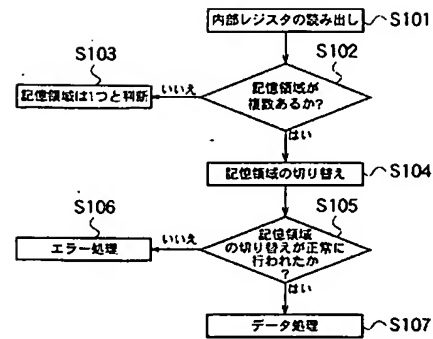 内部レジスタの読み出し
S101
S102
S103
記憶領域が
複数あるか?
いいえ
記憶領域は1つと判断
はい
記憶領域の切り替え
S104
S105
S106
記憶領域
の切り替えが正常に
行われたか
?
いいえ
エラー処理
はい
データ処理
S107